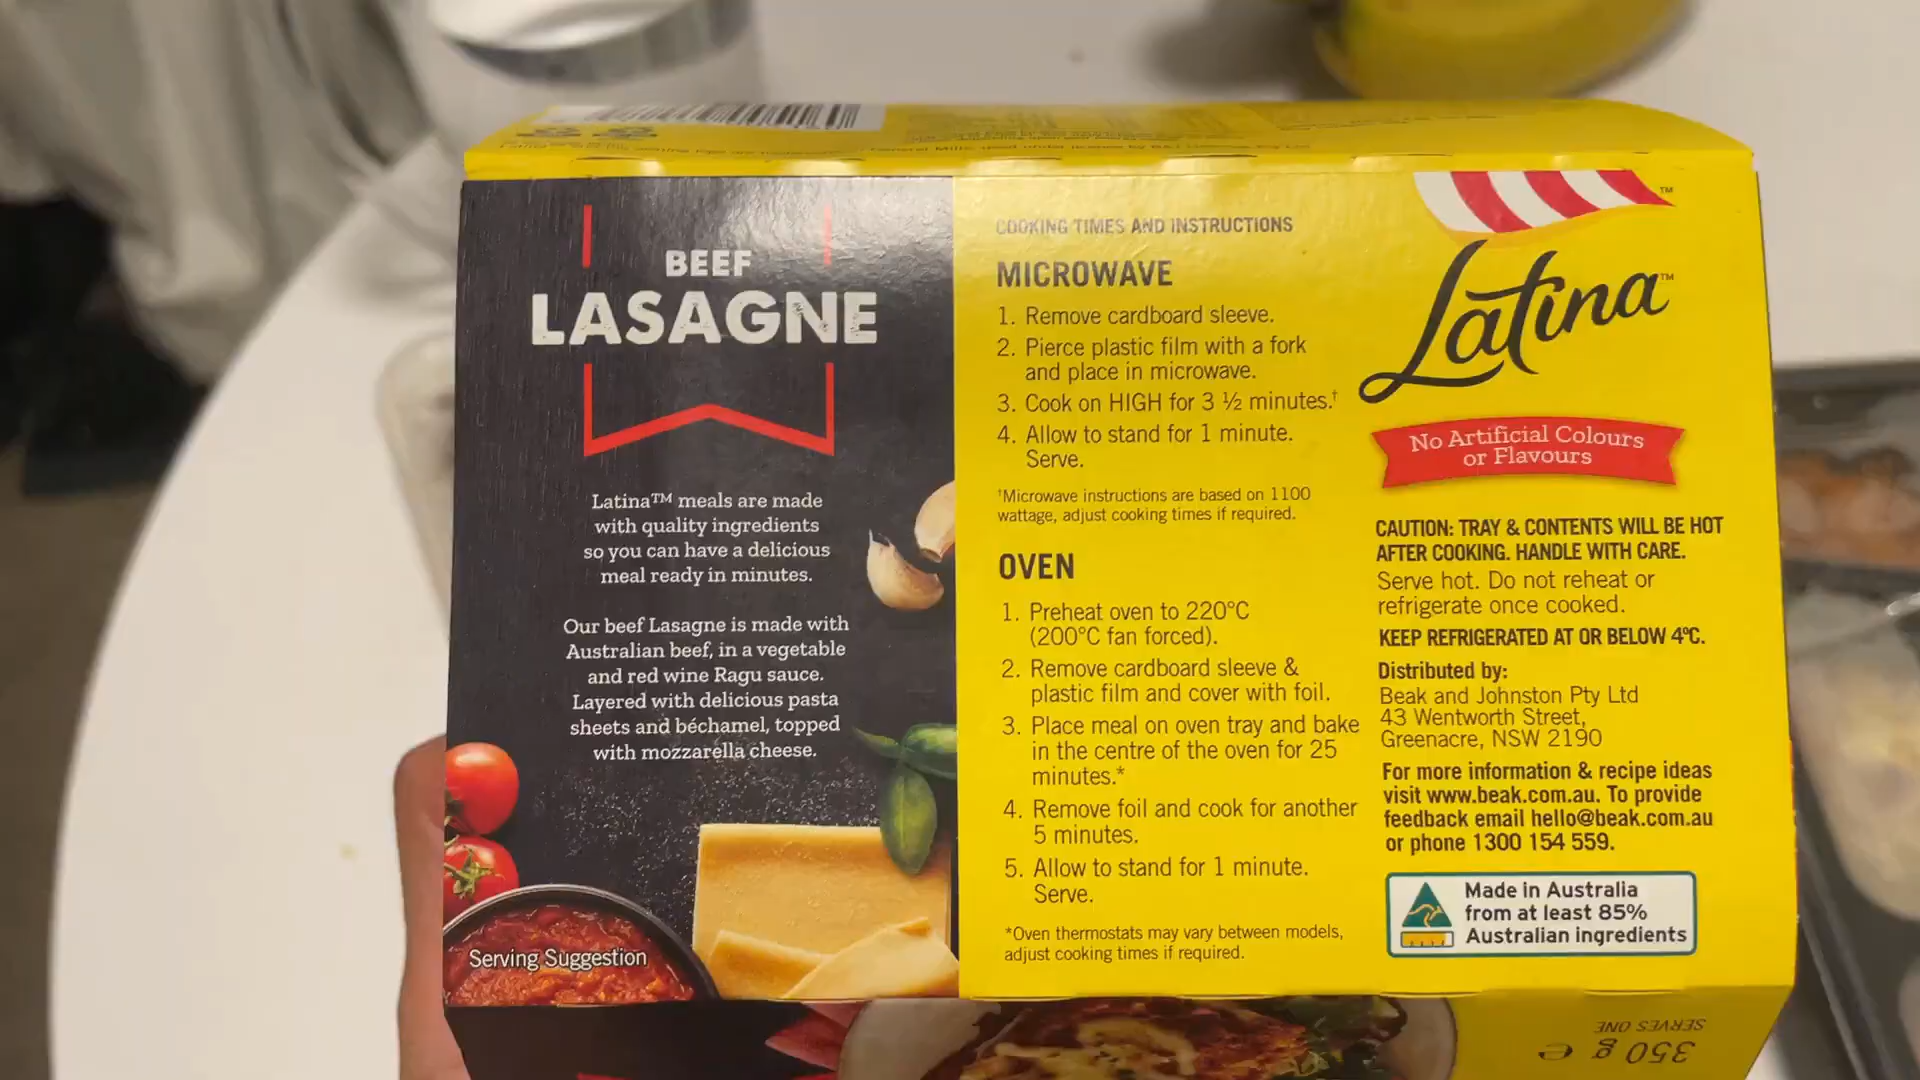 BEEF
LASAGNE
Latina™ meals are made
with quality ingredients
so you can have a delicious
meal ready in minutes.
Our beef Lasagne is made with
Australian beef, in a vegetable
and red wine Ragu sauce.
Layered with delicious pasta
sheets and béchamel, topped
with mozzarella cheese.
Serving Suggestion
COOKING TIMES AND INSTRUCTIONS
MICROWAVE
1. Remove cardboard sleeve.
2. Pierce plastic film with a fork
and place in microwave.
3. Cook on HIGH for 3 ½ minutes.†
4. Allow to stand for 1 minute.
Serve.
†Microwave instructions are based on 1100
wattage, adjust cooking times if required.
OVEN
1. Preheat oven to 220°C
(200°C fan forced).
2. Remove cardboard sleeve &
plastic film and cover with foil.
3. Place meal on oven tray and bake
in the centre of the oven for 25
minutes.*
4. Remove foil and cook for another
5 minutes.
5. Allow to stand for 1 minute.
Serve.
*Oven thermostats may vary between models,
adjust cooking times if required.
Latina™
No Artificial Colours
or Flavours
CAUTION: TRAY & CONTENTS WILL BE HOT
AFTER COOKING. HANDLE WITH CARE.
Serve hot. Do not reheat or
refrigerate once cooked.
KEEP REFRIGERATED AT OR BELOW 4ºC.
Distributed by:
Beak and Johnston Pty Ltd
43 Wentworth Street,
Greenacre, NSW 2190
For more information & recipe ideas
visit www.beak.com.au. To provide
feedback email hello@beak.com.au
or phone 1300 154 559.
Made in Australia
from at least 85%
Australian ingredients
SERVES ONE
350 g e